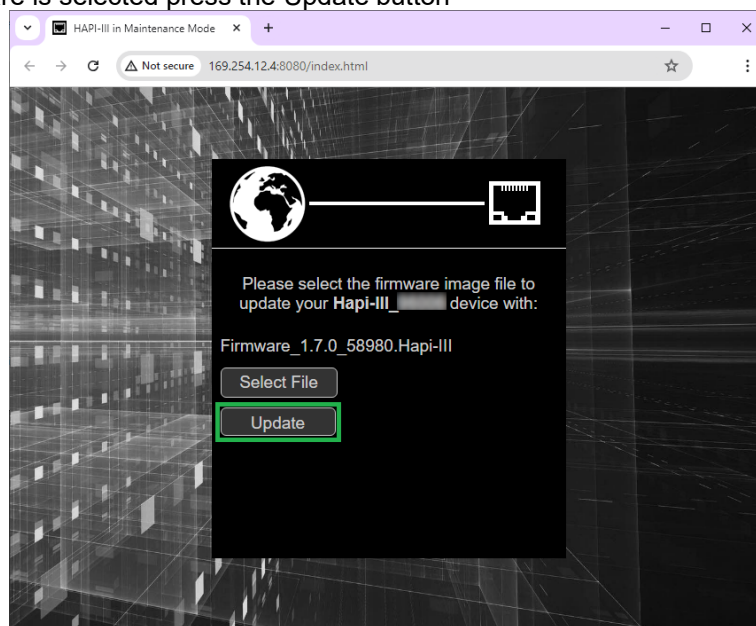 re is selected press the Update button
HAPI-III in Maintenance Mode
Not secure 169.254.12.4:8080/index.html
Please select the firmware image file to
update your Hapi-III_ device with:
Firmware_1.7.0_58980.Hapi-III
Select File
Update